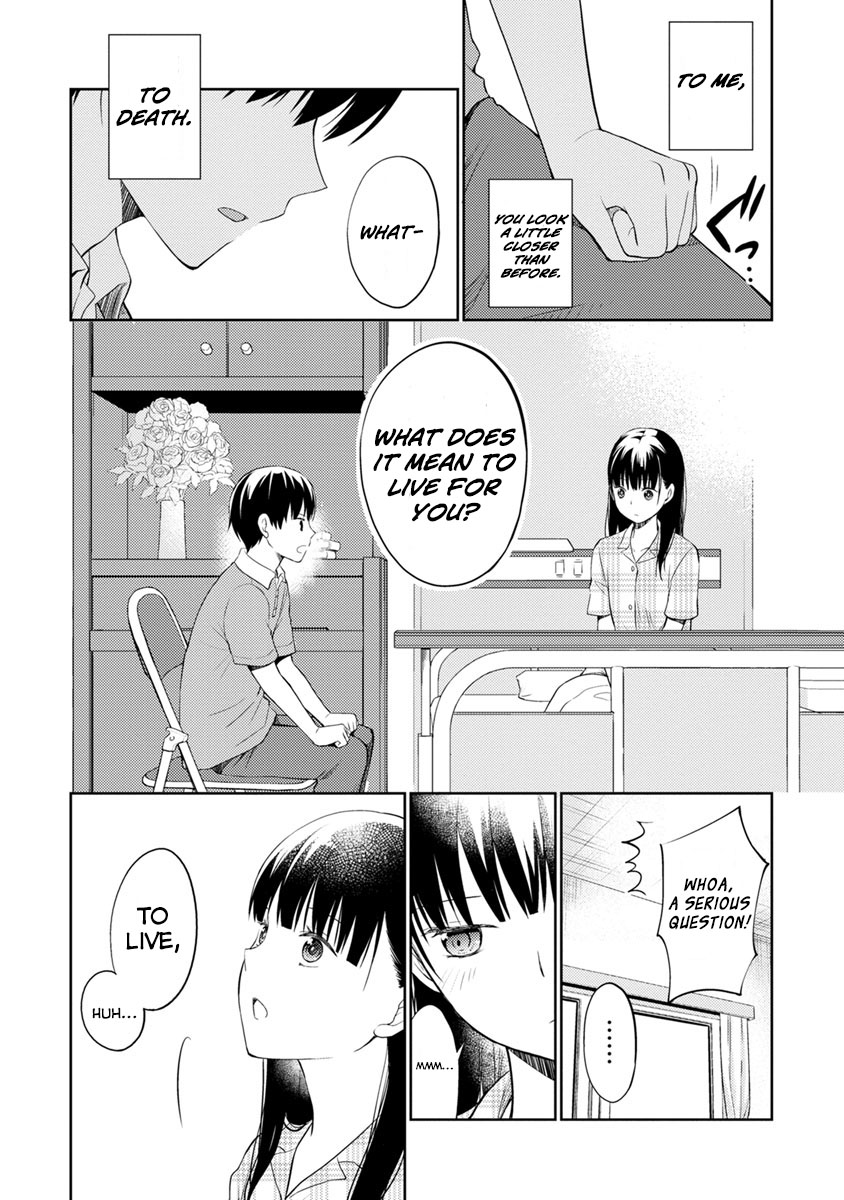 TO ME,
YOU LOOK
A LITTLE
CLOSER
THAN
BEFORE.
TO
DEATH.
WHAT-
WHAT DOES
IT MEAN TO
LIVE FOR
YOU?
WHOA,
A SERIOUS
QUESTION!
......
MMM...
TO
LIVE,
HUH...